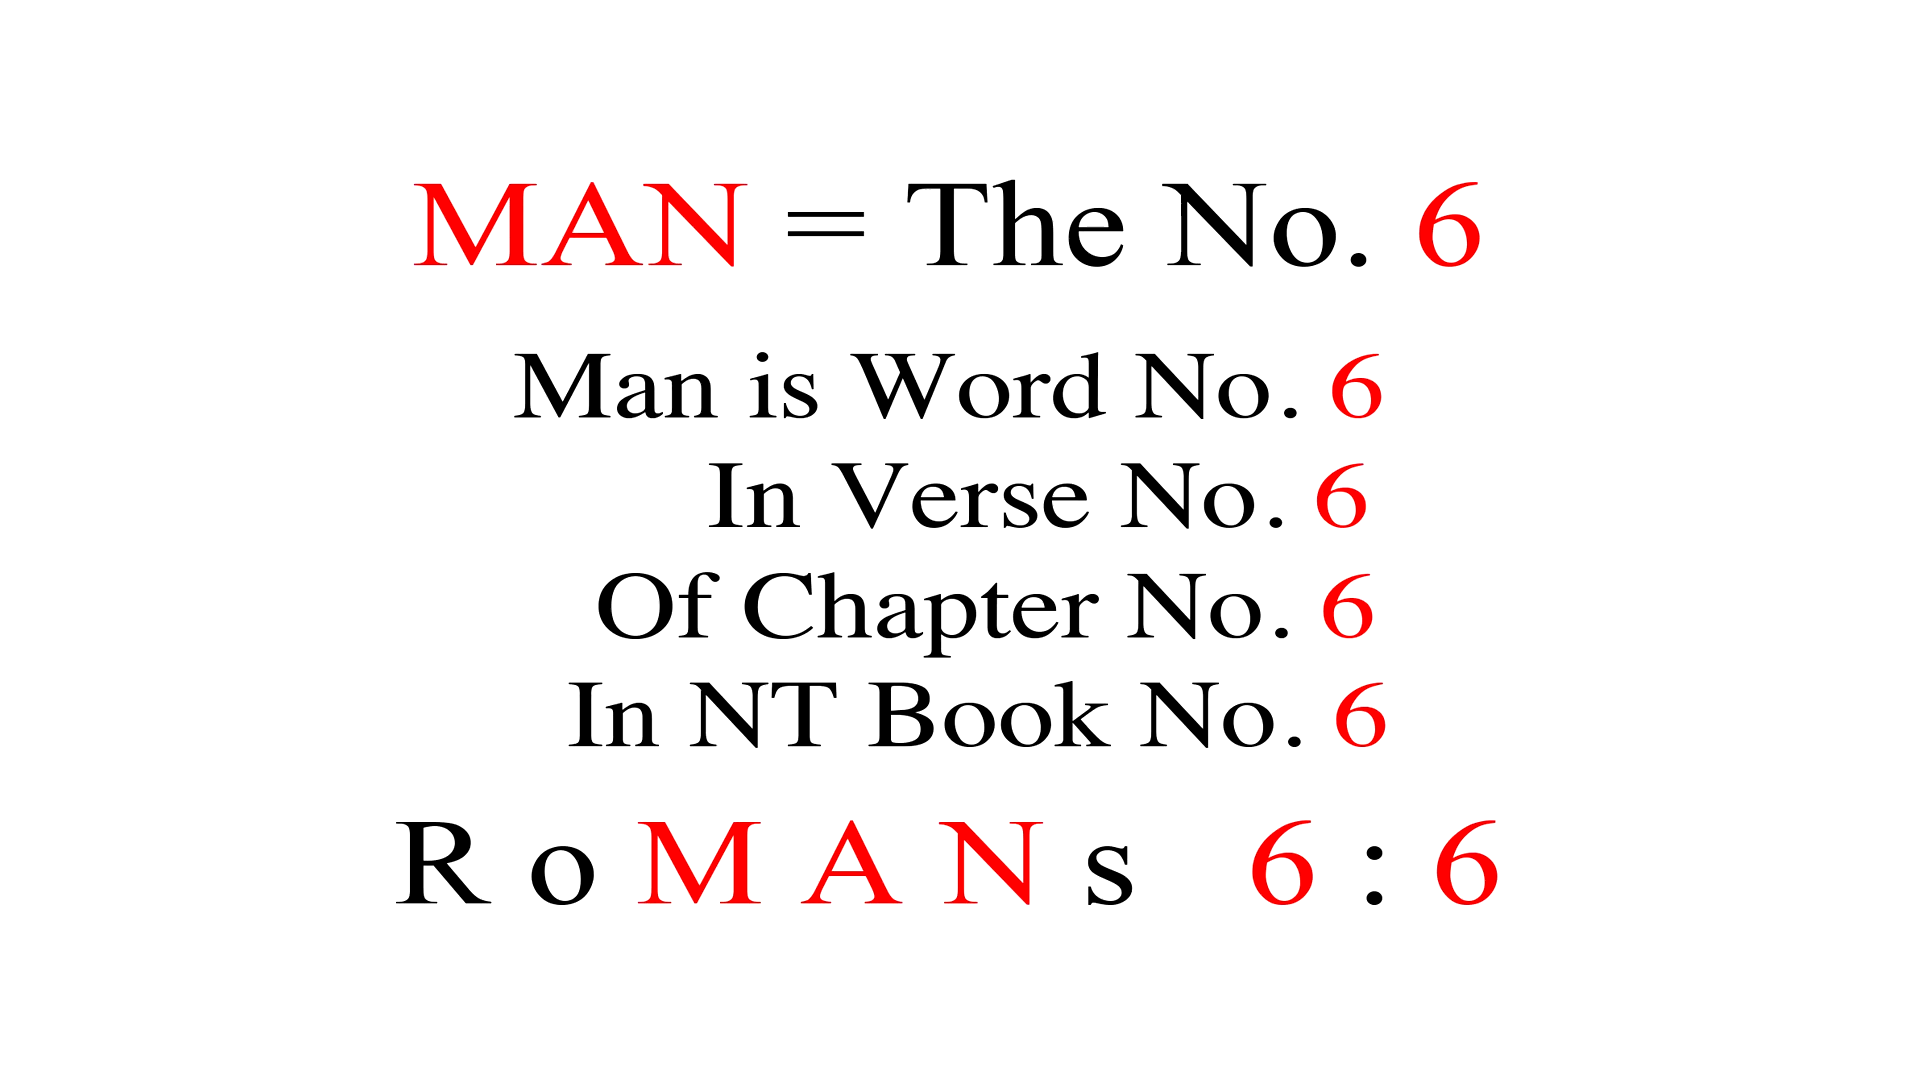 MAN = The No. 6
Man is Word No. 6
In Verse No. 6
Of Chapter No. 6
In NT Book No. 6
R o M A N s 6 : 6